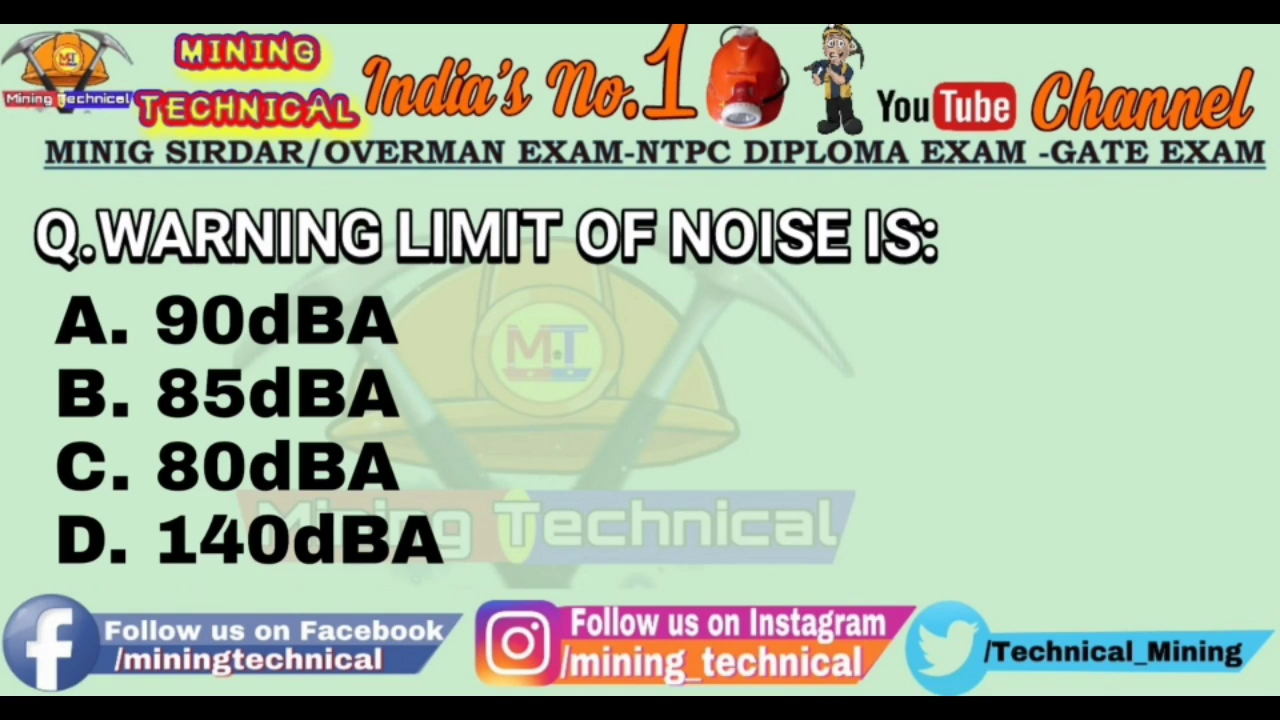 MINING
TECHNICAL
India's No.1
YouTube Channel
M.T
Mining Technical
MINIG SIRDAR/OVERMAN EXAM-NTPC DIPLOMA EXAM -GATE EXAM
Q.WARNING LIMIT OF NOISE IS:
A. 90dBA
B. 85dBA
C. 80dBA
D. 140dBA
M.T
Mining Technical
Follow us on Facebook
/miningtechnical
Follow us on Instagram
/mining_technical
/Technical_Mining